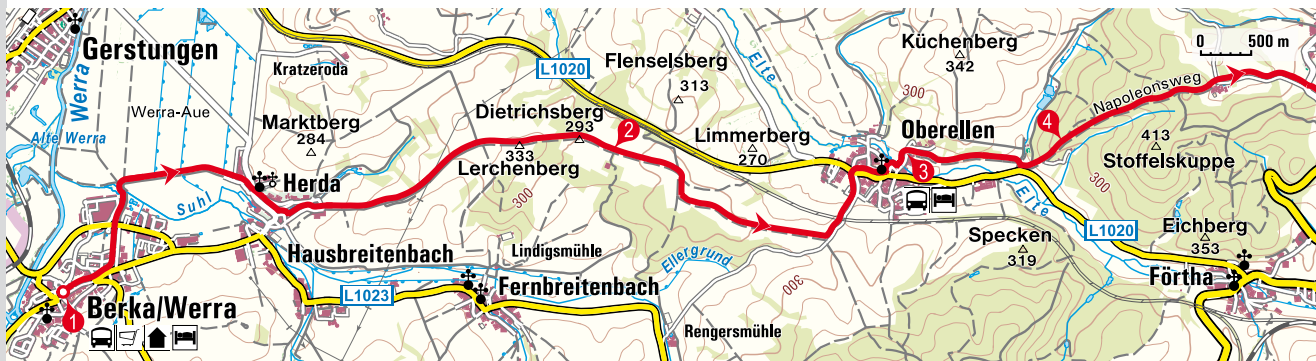 Gerstungen
Werra
Alte Werra
Werra-Aue
Kratzeroda
Marktberg
284
Suhl
Herda
Hausbreitenbach
1
Berka/Werra
L1023
L1020
Dietrichsberg
293
2
333
Lerchenberg
300
Lindigsmühle
Fernbreitenbach
Flenselsberg
313
Limmerberg
270
Ellergrund
Rengersmühle
300
Elte
Küchenberg
342
300
Oberellen
3
Specken
319
Elte
L1020
0 500 m
Napoleonsweg
4
413
Stoffelskuppe
300
Eichberg
353
Förtha